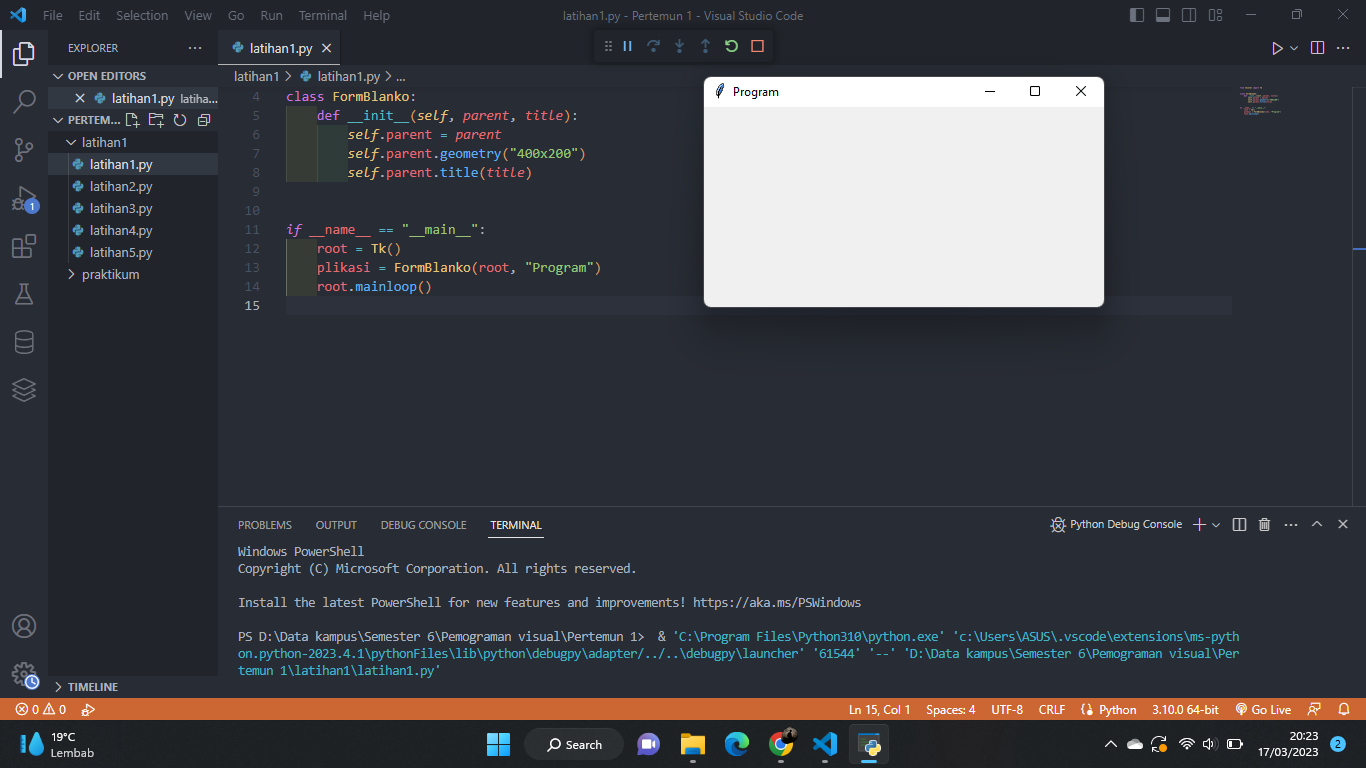 File Edit Selection View Go Run Terminal Help
latihan1.py - Pertemun 1 - Visual Studio Code
EXPLORER
OPEN EDITORS
latihan1.py latiha...
PERTEM...
latihan1
latihan1.py
latihan2.py
latihan3.py
latihan4.py
latihan5.py
praktikum
TIMELINE
1
latihan1.py
latihan1 > latihan1.py > ...
4 class FormBlanko:
5 def __init__(self, parent, title):
6 self.parent = parent
7 self.parent.geometry("400x200")
8 self.parent.title(title)
9
10
11 if __name__ == "__main__":
12 root = Tk()
13 plikasi = FormBlanko(root, "Program")
14 root.mainloop()
15
Program
PROBLEMS OUTPUT DEBUG CONSOLE TERMINAL
Python Debug Console
Windows PowerShell
Copyright (C) Microsoft Corporation. All rights reserved.
Install the latest PowerShell for new features and improvements! https://aka.ms/PSWindows
PS D:\Data kampus\Semester 6\Pemograman visual\Pertemun 1> & 'C:\Program Files\Python310\python.exe' 'c:\Users\ASUS\.vscode\extensions\ms-pyth
on.python-2023.4.1\pythonFiles\lib\python\debugpy\adapter/../..\debugpy\launcher' '61544' '--' 'D:\Data kampus\Semester 6\Pemograman visual\Per
temun 1\latihan1\latihan1.py'
0 0
Ln 15, Col 1 Spaces: 4 UTF-8 CRLF Python 3.10.0 64-bit Go Live
19°C
Lembab
Search
20:23
17/03/2023
2